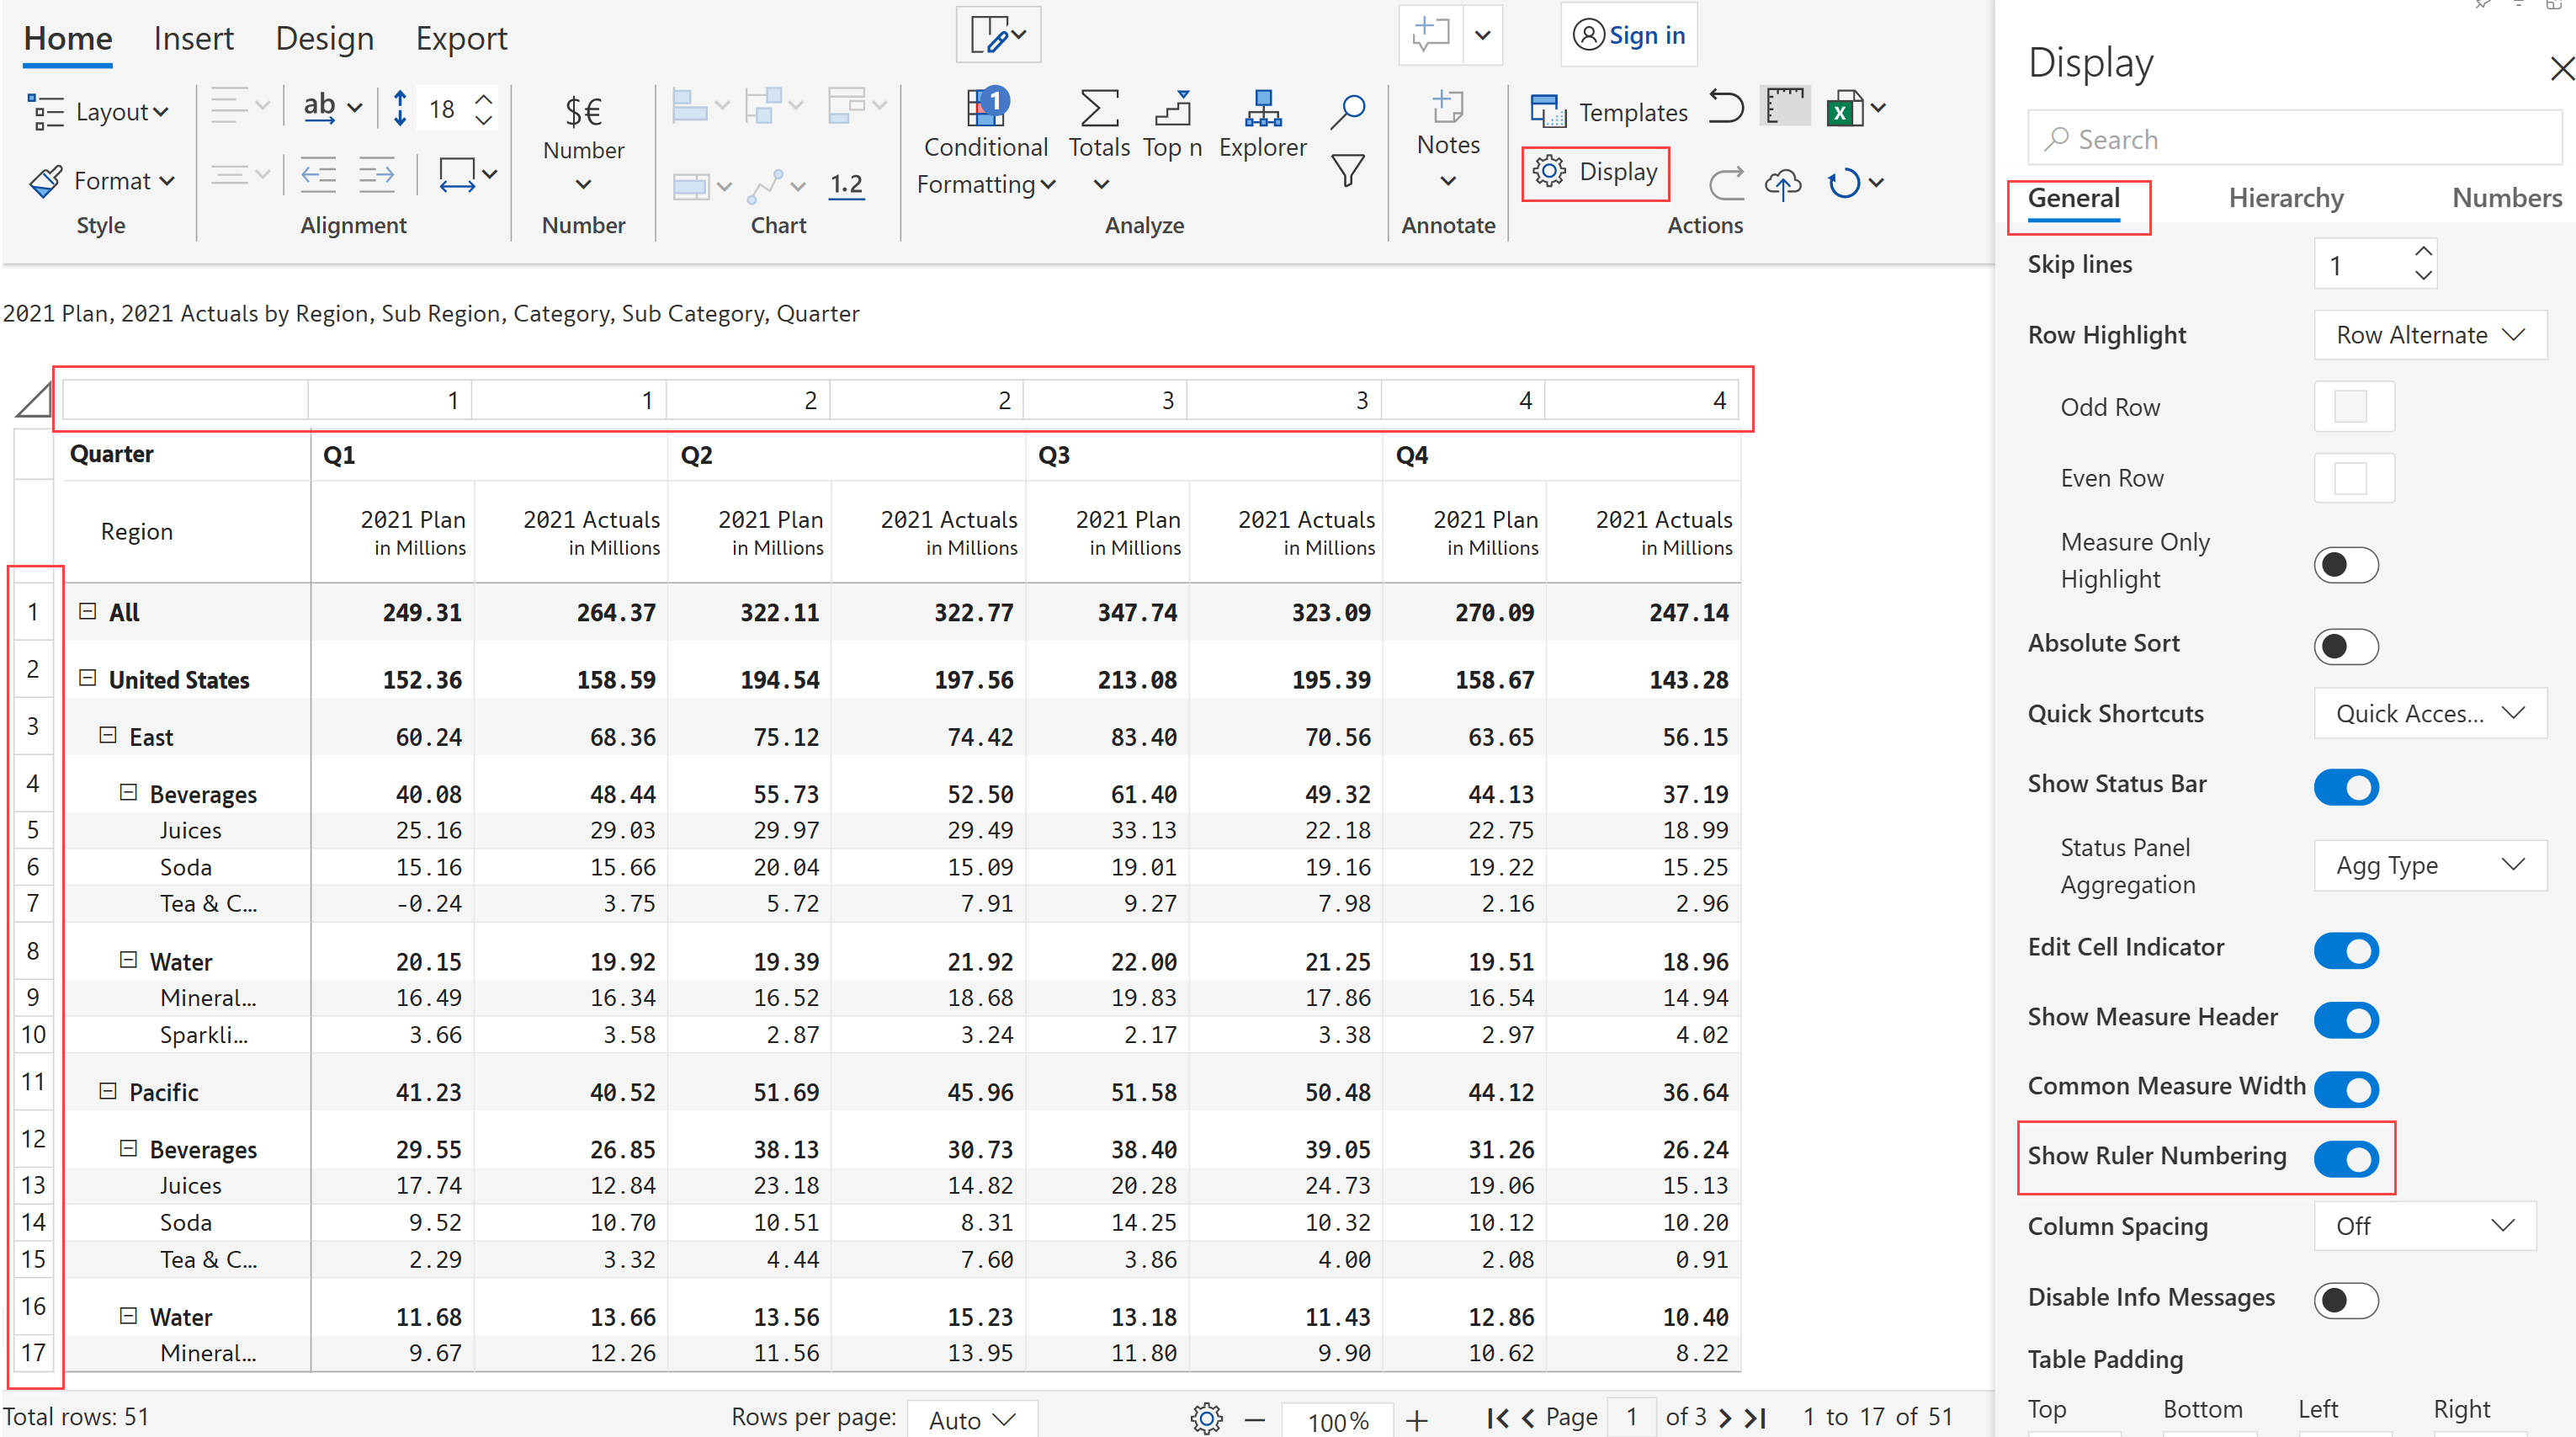 Home Insert Design Export
Sign in
Layout
ab
18
$€
Number
Conditional
Formatting
1
Totals
Top n
Explorer
Notes
Templates
Display
Format
1.2
Style
Alignment
Number
Chart
Analyze
Annotate
Actions
2021 Plan, 2021 Actuals by Region, Sub Region, Category, Sub Category, Quarter
1 1 2 2 3 3 4 4
Quarter Q1 Q2 Q3 Q4
Region 2021 Plan in Millions 2021 Actuals in Millions 2021 Plan in Millions 2021 Actuals in Millions 2021 Plan in Millions 2021 Actuals in Millions 2021 Plan in Millions 2021 Actuals in Millions
1 All 249.31 264.37 322.11 322.77 347.74 323.09 270.09 247.14
2 United States 152.36 158.59 194.54 197.56 213.08 195.39 158.67 143.28
3 East 60.24 68.36 75.12 74.42 83.40 70.56 63.65 56.15
4 Beverages 40.08 48.44 55.73 52.50 61.40 49.32 44.13 37.19
5 Juices 25.16 29.03 29.97 29.49 33.13 22.18 22.75 18.99
6 Soda 15.16 15.66 20.04 15.09 19.01 19.16 19.22 15.25
7 Tea & C... -0.24 3.75 5.72 7.91 9.27 7.98 2.16 2.96
8 Water 20.15 19.92 19.39 21.92 22.00 21.25 19.51 18.96
9 Mineral... 16.49 16.34 16.52 18.68 19.83 17.86 16.54 14.94
10 Sparkli... 3.66 3.58 2.87 3.24 2.17 3.38 2.97 4.02
11 Pacific 41.23 40.52 51.69 45.96 51.58 50.48 44.12 36.64
12 Beverages 29.55 26.85 38.13 30.73 38.40 39.05 31.26 26.24
13 Juices 17.74 12.84 23.18 14.82 20.28 24.73 19.06 15.13
14 Soda 9.52 10.70 10.51 8.31 14.25 10.32 10.12 10.20
15 Tea & C... 2.29 3.32 4.44 7.60 3.86 4.00 2.08 0.91
16 Water 11.68 13.66 13.56 15.23 13.18 11.43 12.86 10.40
17 Mineral... 9.67 12.26 11.56 13.95 11.80 9.90 10.62 8.22
Total rows: 51 Rows per page: Auto 100% Page 1 of 3 1 to 17 of 51
Display
Search
General Hierarchy Numbers
Skip lines 1
Row Highlight Row Alternate
Odd Row
Even Row
Measure Only
Highlight
Absolute Sort
Quick Shortcuts Quick Acces...
Show Status Bar
Status Panel
Aggregation
Agg Type
Edit Cell Indicator
Show Measure Header
Common Measure Width
Show Ruler Numbering
Column Spacing Off
Disable Info Messages
Table Padding
Top Bottom Left Right